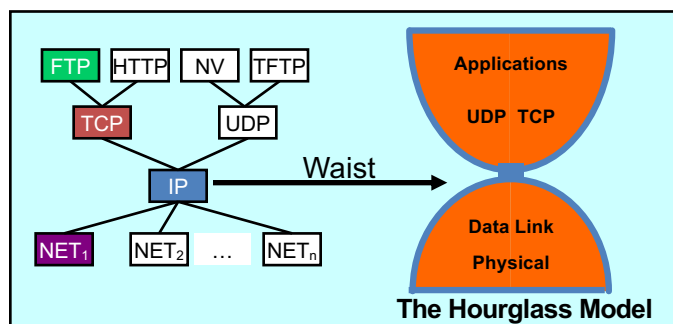 FTP HTTP NV TFTP
TCP UDP
IP
Waist
NET₁ NET₂ … NETₙ
Applications
UDP TCP
Data Link
Physical
The Hourglass Model